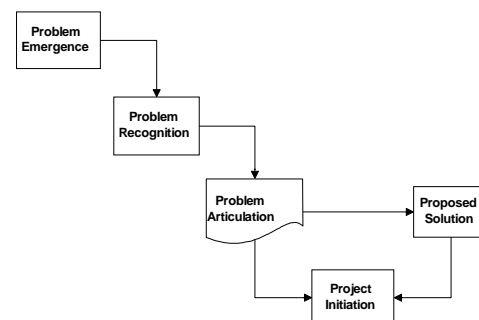 Problem
Emergence
Problem
Recognition
Problem
Articulation
Proposed
Solution
Project
Initiation